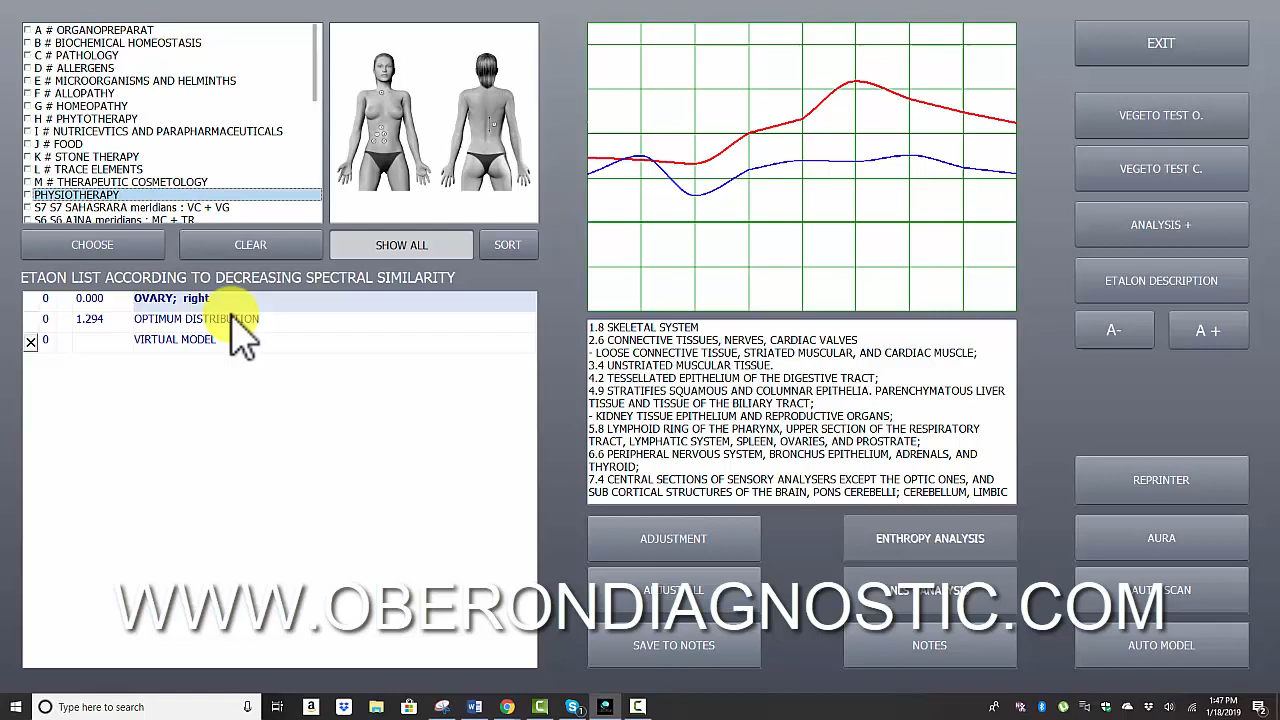 A # ORGANOPREPARAT
B # BIOCHEMICAL HOMEOSTASIS
C # PATHOLOGY
D # ALLERGENS
E # MICROORGANISMS AND HELMINTHS
F # ALLOPATHY
G # HOMEOPATHY
H # PHYTOTHERAPY
I # NUTRICEVTICS AND PARAPHARMACEUTICALS
J # FOOD
K # STONE THERAPY
L # TRACE ELEMENTS
M # THERAPEUTIC COSMETOLOGY
PHYSIOTHERAPY
S7 S7 SAHASRARA meridians : VC + VG
S6 S6 AJNA meridians : MC + TR
CHOOSE
CLEAR
SHOW ALL
SORT
ETAON LIST ACCORDING TO DECREASING SPECTRAL SIMILARITY
0 0.000 OVARY; right
0 1.294 OPTIMUM DISTRIBUTION
0 VIRTUAL MODEL
1.8 SKELETAL SYSTEM
2.6 CONNECTIVE TISSUES, NERVES, CARDIAC VALVES
- LOOSE CONNECTIVE TISSUE, STRIATED MUSCULAR, AND CARDIAC MUSCLE;
3.4 UNSTRIATED MUSCULAR TISSUE.
4.2 TESSELLATED EPITHELIUM OF THE DIGESTIVE TRACT;
4.9 STRATIFIES SQUAMOUS AND COLUMNAR EPITHELIA. PARENCHYMATOUS LIVER
TISSUE AND TISSUE OF THE BILIARY TRACT;
- KIDNEY TISSUE EPITHELIUM AND REPRODUCTIVE ORGANS;
5.8 LYMPHOID RING OF THE PHARYNX, UPPER SECTION OF THE RESPIRATORY
TRACT, LYMPHATIC SYSTEM, SPLEEN, OVARIES, AND PROSTRATE;
6.6 PERIPHERAL NERVOUS SYSTEM, BRONCHUS EPITHELIUM, ADRENALS, AND
THYROID;
7.4 CENTRAL SECTIONS OF SENSORY ANALYSERS EXCEPT THE OPTIC ONES, AND
SUB CORTICAL STRUCTURES OF THE BRAIN, PONS CEREBELLI; CEREBELLUM, LIMBIC
EXIT
VEGETO TEST O.
VEGETO TEST C.
ANALYSIS +
ETALON DESCRIPTION
A-
A +
REPRINTER
ADJUSTMENT
ENTHROPY ANALYSIS
AURA
WWW.OBERONDIAGNOSTIC.COM
SAVE TO NOTES
NOTES
AUTO MODEL
Type here to search
1:47 PM
1/18/2019